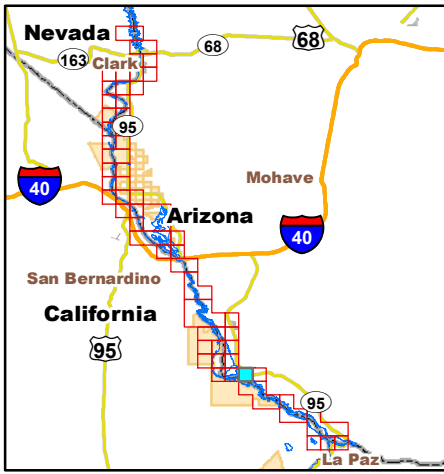 Nevada
68
68
163
Clark
95
Mohave
40
Arizona
40
San Bernardino
California
95
95
La Paz